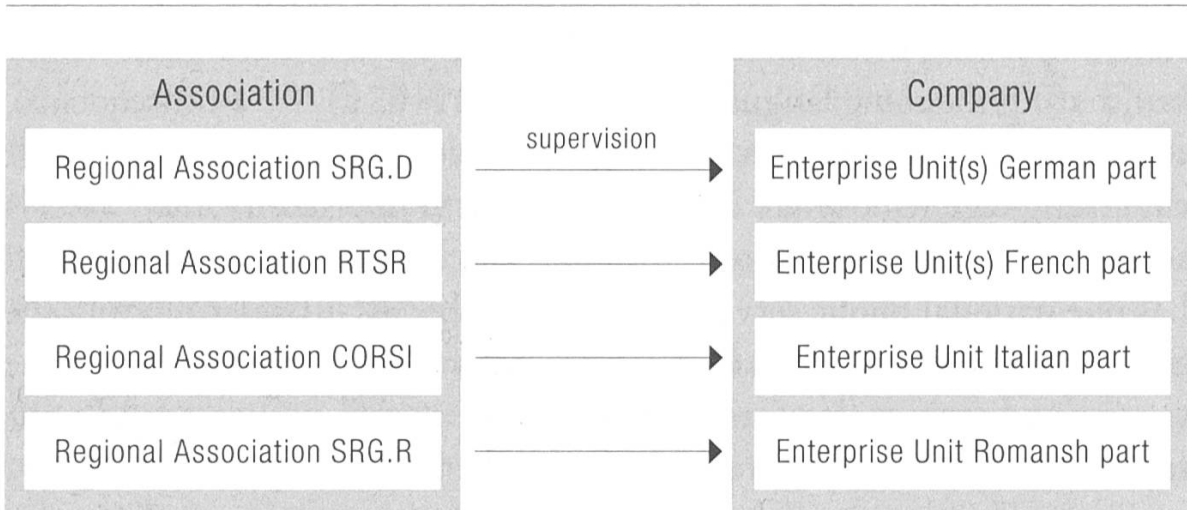 Association
Company
supervision
Regional Association SRG.D
Enterprise Unit(s) German part
Regional Association RTSR
Enterprise Unit(s) French part
Regional Association CORSI
Enterprise Unit Italian part
Regional Association SRG.R
Enterprise Unit Romansh part